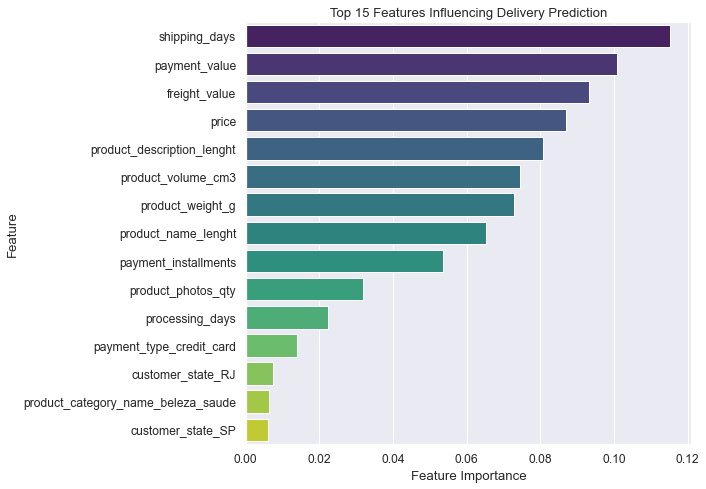 Top 15 Features Influencing Delivery Prediction
Feature
shipping_days
payment_value
freight_value
price
product_description_lenght
product_volume_cm3
product_weight_g
product_name_lenght
payment_installments
product_photos_qty
processing_days
payment_type_credit_card
customer_state_RJ
product_category_name_beleza_saude
customer_state_SP
0.00 0.02 0.04 0.06 0.08 0.10 0.12
Feature Importance